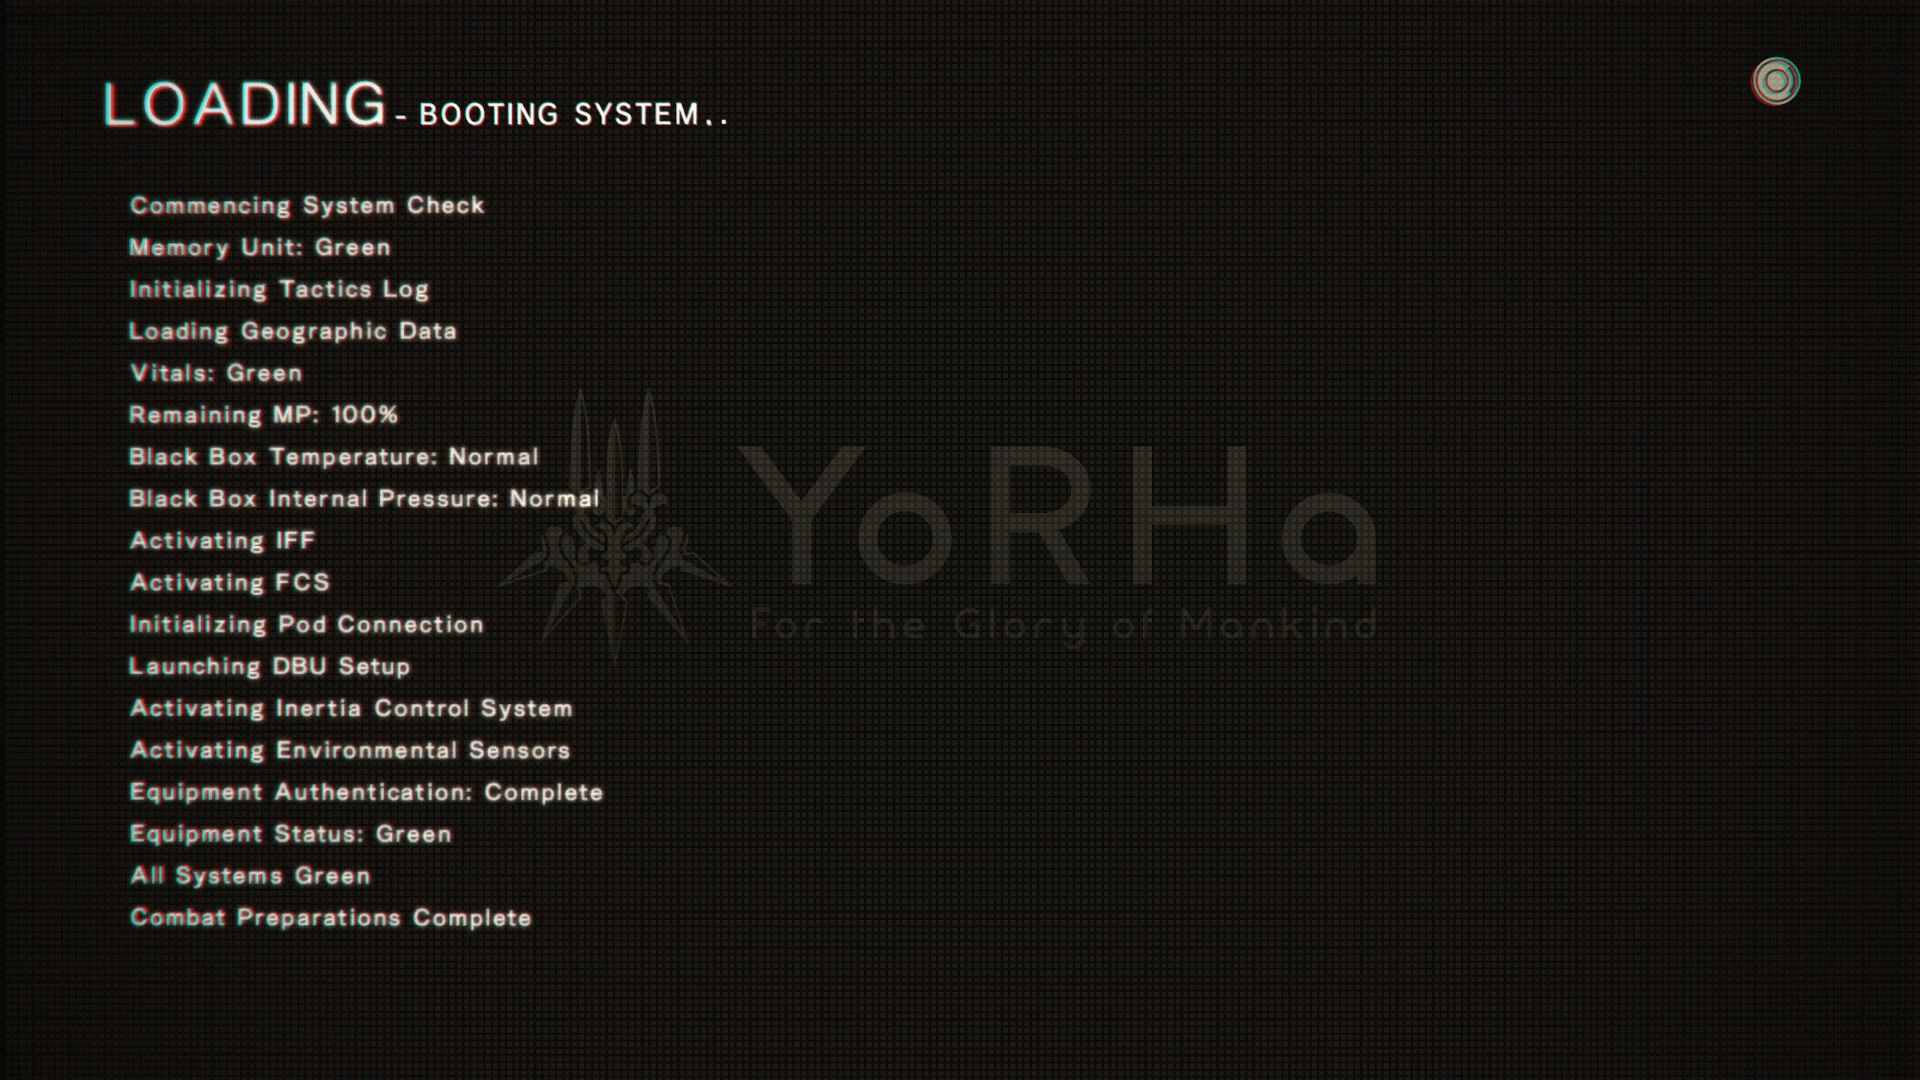 LOADING - BOOTING SYSTEM..
Commencing System Check
Memory Unit: Green
Initializing Tactics Log
Loading Geographic Data
Vitals: Green
Remaining MP: 100%
Black Box Temperature: Normal
Black Box Internal Pressure: Normal
Activating IFF
Activating FCS
Initializing Pod Connection
Launching DBU Setup
Activating Inertia Control System
Activating Environmental Sensors
Equipment Authentication: Complete
Equipment Status: Green
All Systems Green
Combat Preparations Complete
YoRHa
For the Glory of Mankind